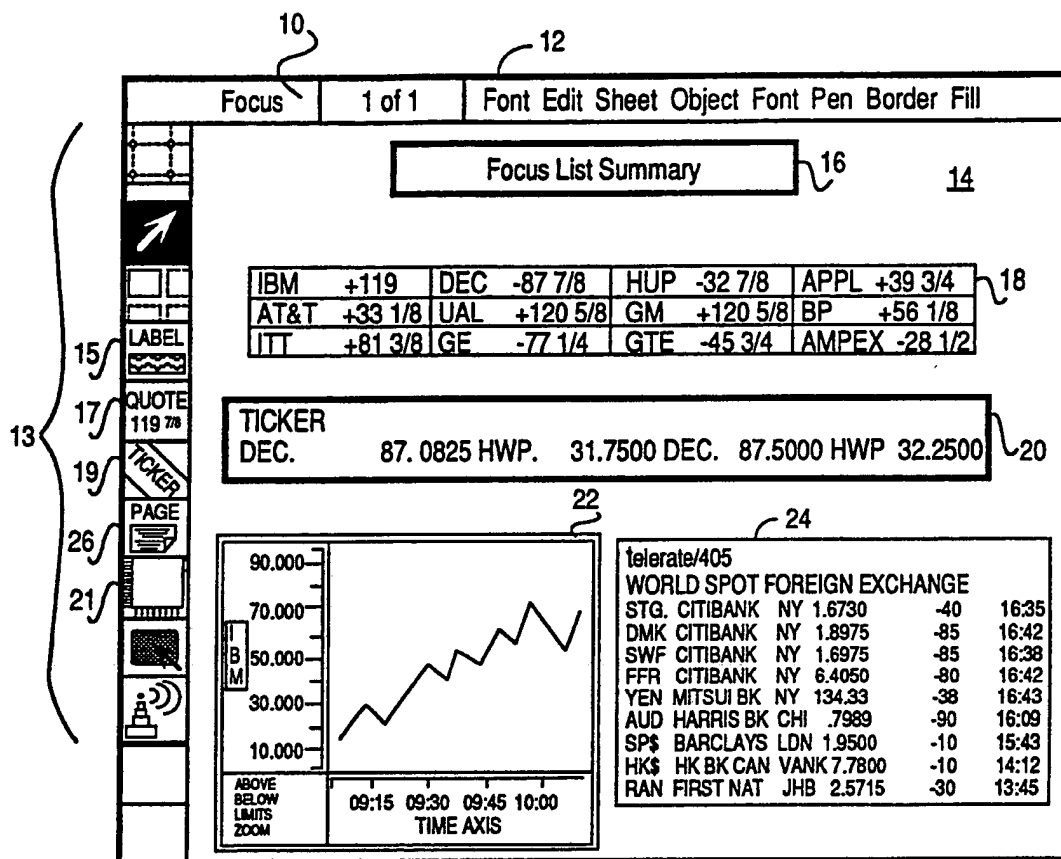 10
12
Focus 1 of 1 Font Edit Sheet Object Font Pen Border Fill
Focus List Summary 16
14
IBM +119 DEC -87 7/8 HUP -32 7/8 APPL +39 3/4
18
AT&T +33 1/8 UAL +120 5/8 GM +120 5/8 BP +56 1/8
ITT +81 3/8 GE -77 1/4 GTE -45 3/4 AMPEX -28 1/2
13
15
LABEL
17
QUOTE
119 7/8
19
TICKER
26
PAGE
21
TICKER
DEC. 87.0825 HWP. 31.7500 DEC. 87.5000 HWP 32.2500
20
22
90.000
70.000
50.000
30.000
10.000
IBM
ABOVE
BELOW
LIMITS
ZOOM
09:15 09:30 09:45 10:00
TIME AXIS
24
telerate/405
WORLD SPOT FOREIGN EXCHANGE
STG. CITIBANK NY 1.6730 -40 16:35
DMK CITIBANK NY 1.8975 -85 16:42
SWF CITIBANK NY 1.6975 -85 16:38
FFR CITIBANK NY 6.4050 -80 16:42
YEN MITSUI BK NY 134.33 -38 16:43
AUD HARRIS BK CHI .7989 -90 16:09
SP$ BARCLAYS LDN 1.9500 -10 15:43
HK$ HK BK CAN VANK 7.7800 -10 14:12
RAN FIRST NAT JHB 2.5715 -30 13:45